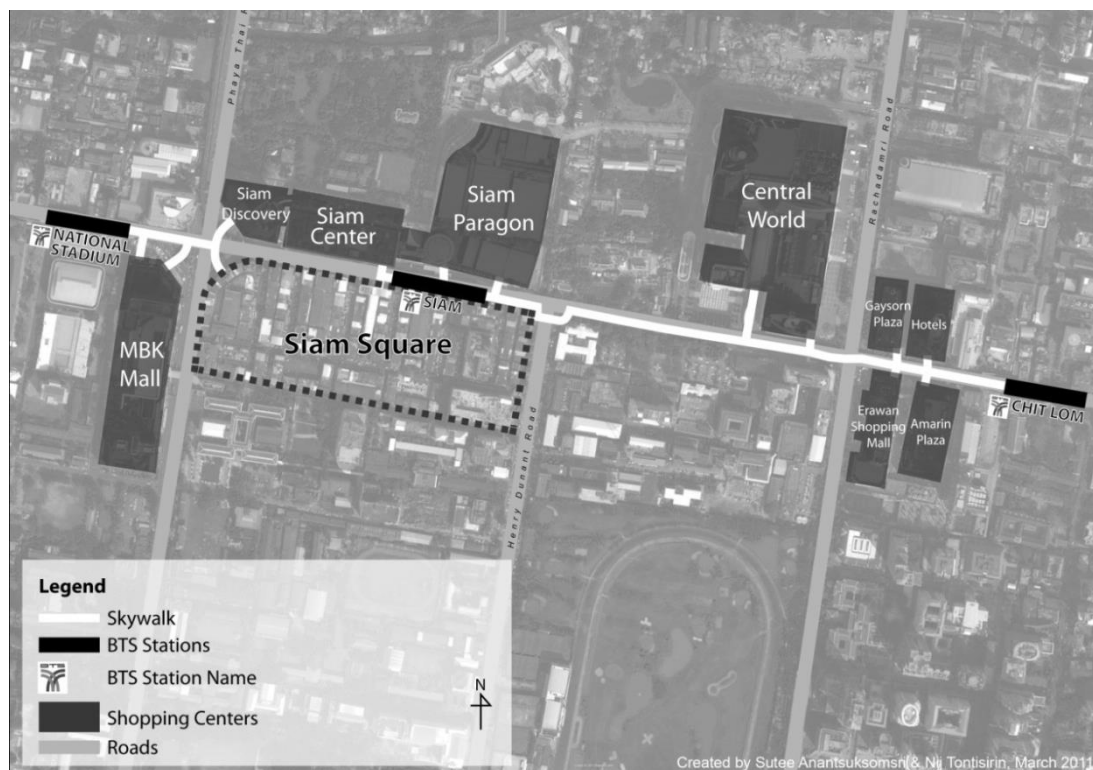 Phaya Thai
Rachadamri Road
Siam
Discovery
Siam
Center
Siam
Paragon
Central
World
NATIONAL
STADIUM
SIAM
MBK
Mall
Siam Square
Gaysorn
Plaza
Hotels
Erawan
Shopping
Mall
Amarin
Plaza
CHIT LOM
Henry Dunant Road
Legend
Skywalk
BTS Stations
BTS Station Name
Shopping Centers
Roads
N
Created by Sutee Anantsuksomsri & Nij Tontisirin, March 2011